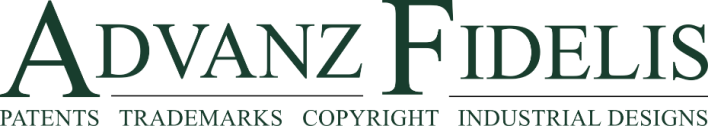 ADVANZ FIDELIS
PATENTS TRADEMARKS COPYRIGHT INDUSTRIAL DESIGNS